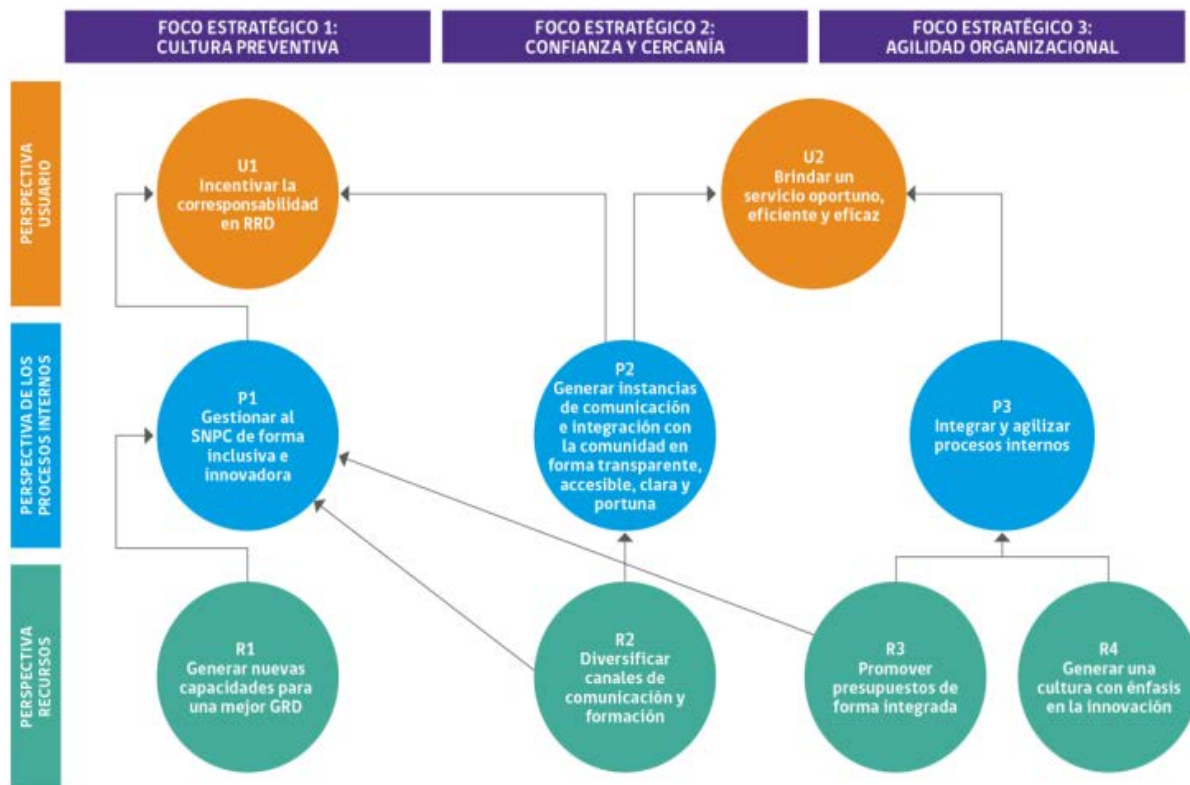 FOCO ESTRATÉGICO 1:
CULTURA PREVENTIVA
FOCO ESTRATÉGICO 2:
CONFIANZA Y CERCANÍA
FOCO ESTRATÉGICO 3:
AGILIDAD ORGANIZACIONAL
PERSPECTIVA
USUARIO
U1
Incentivar la
corresponsabilidad
en RRD
U2
Brindar un
servicio oportuno,
eficiente y eficaz
PERSPECTIVA DE LOS
PROCESOS INTERNOS
P1
Gestionar al
SNPC de forma
inclusiva e
innovadora
P2
Generar instancias
de comunicación
e integración con
la comunidad en
forma transparente,
accesible, clara y
portuna
P3
Integrar y agilizar
procesos internos
PERSPECTIVA
RECURSOS
R1
Generar nuevas
capacidades para
una mejor GRD
R2
Diversificar
canales de
comunicación y
formación
R3
Promover
presupuestos de
forma integrada
R4
Generar una
cultura con énfasis
en la innovación